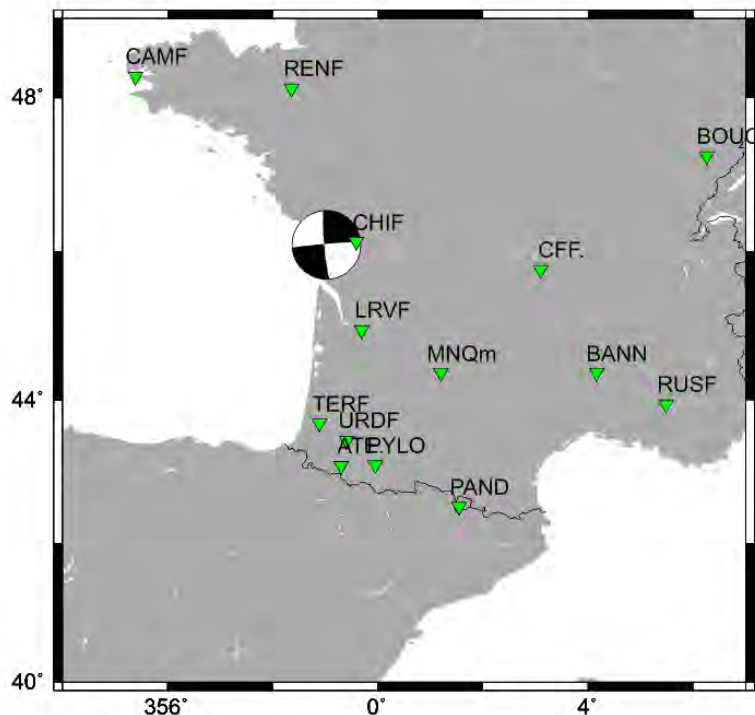 CAMF
RENF
48°
BOUC
CHIF
CFF.
LRVF
MNQm
BANN
44°
RUSF
TERF
URDF
PYLO
PAND
40°
356°
0°
4°